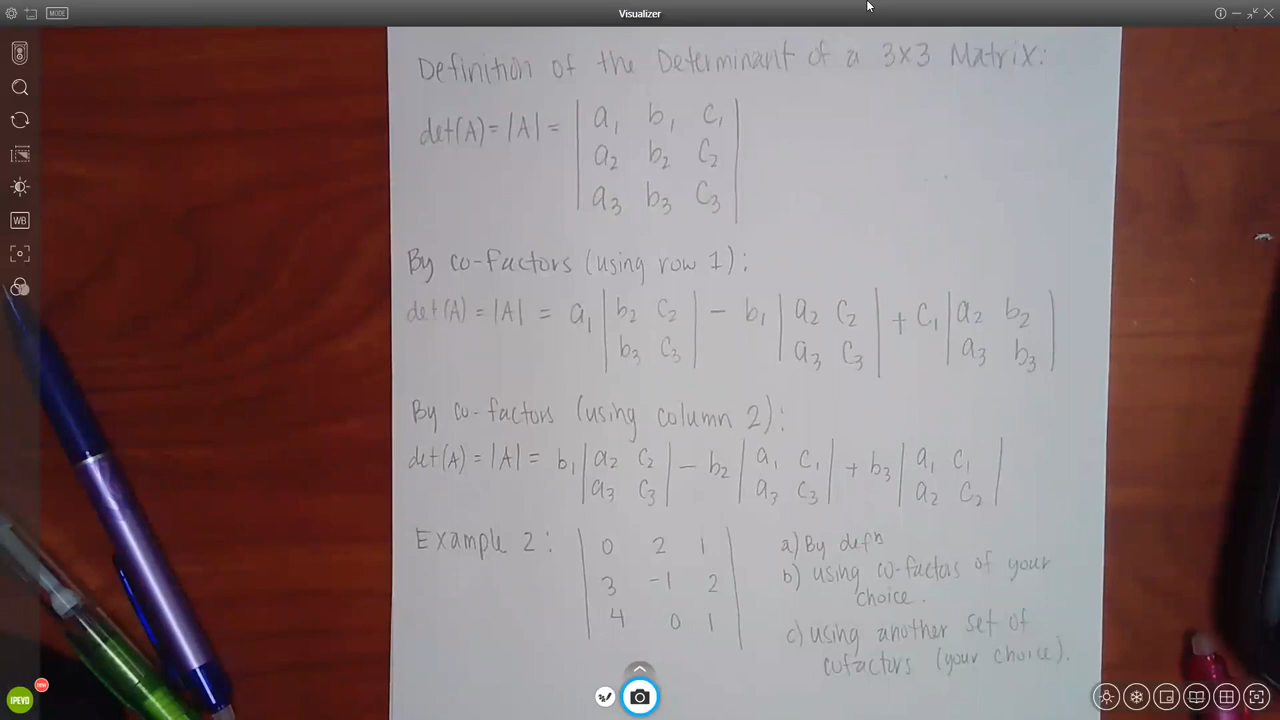 MODE
Visualizer
Definition of the Determinant of a 3x3 Matrix:
det(A) = |A| = | a₁ b₁ c₁ |
| a₂ b₂ c₂ |
| a₃ b₃ c₃ |
By co-factors (using row 1):
det(A) = |A| = a₁ | b₂ c₂ | - b₁ | a₂ c₂ | + c₁ | a₂ b₂ |
| b₃ c₃ | | a₃ c₃ | | a₃ b₃ |
By co-factors (using column 2):
det(A) = |A| = b₁ | a₂ c₂ | - b₂ | a₁ c₁ | + b₃ | a₁ c₁ |
| a₃ c₃ | | a₃ c₃ | | a₂ c₂ |
Example 2: | 0 2 1 | a) By defⁿ
| 3 -1 2 | b) using co-factors of your
choice.
| 4 0 1 | c) using another set of
cofactors (your choice).
WB
IPEVO
new